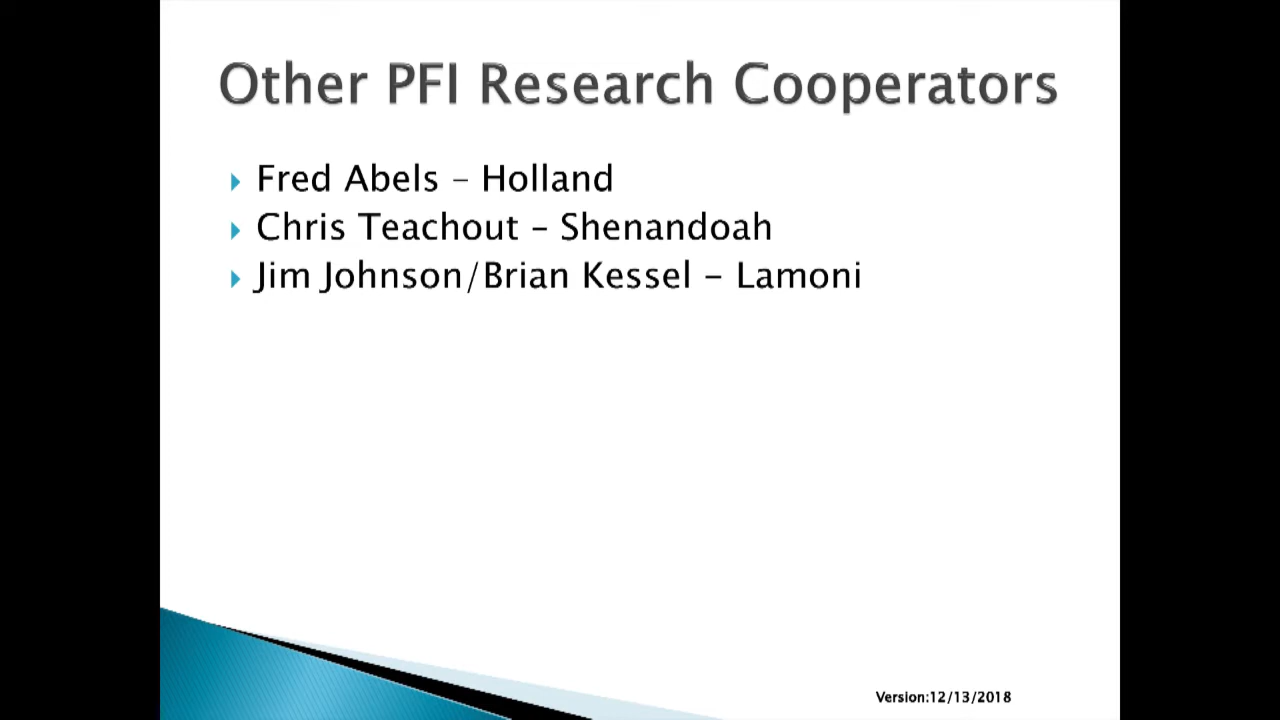 Other PFI Research Cooperators
Fred Abels – Holland
Chris Teachout – Shenandoah
Jim Johnson/Brian Kessel - Lamoni
Version:12/13/2018